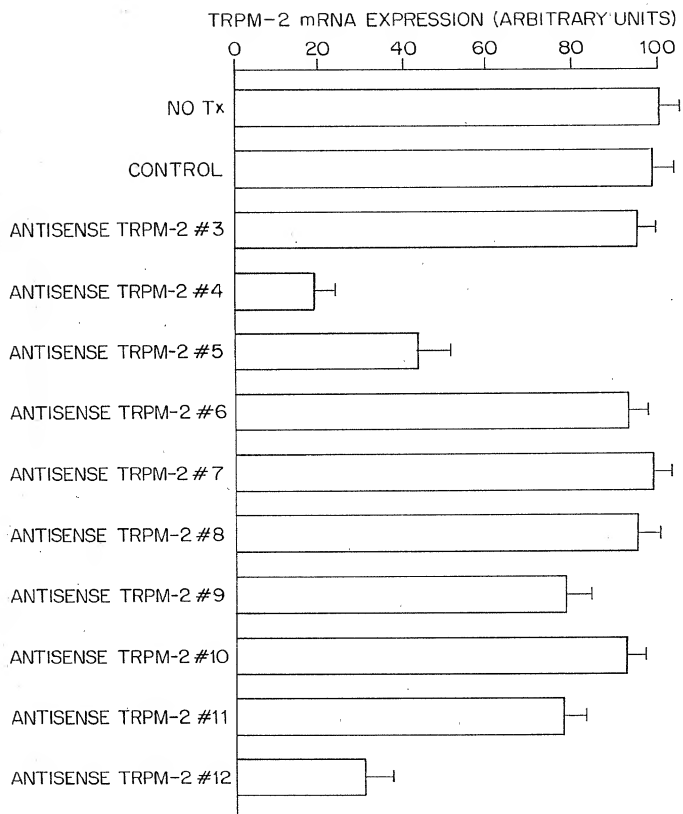 TRPM-2 mRNA EXPRESSION (ARBITRARY UNITS)
0 20 40 60 80 100
NO Tx
CONTROL
ANTISENSE TRPM-2 #3
ANTISENSE TRPM-2 #4
ANTISENSE TRPM-2 #5
ANTISENSE TRPM-2 #6
ANTISENSE TRPM-2 #7
ANTISENSE TRPM-2 #8
ANTISENSE TRPM-2 #9
ANTISENSE TRPM-2 #10
ANTISENSE TRPM-2 #11
ANTISENSE TRPM-2 #12